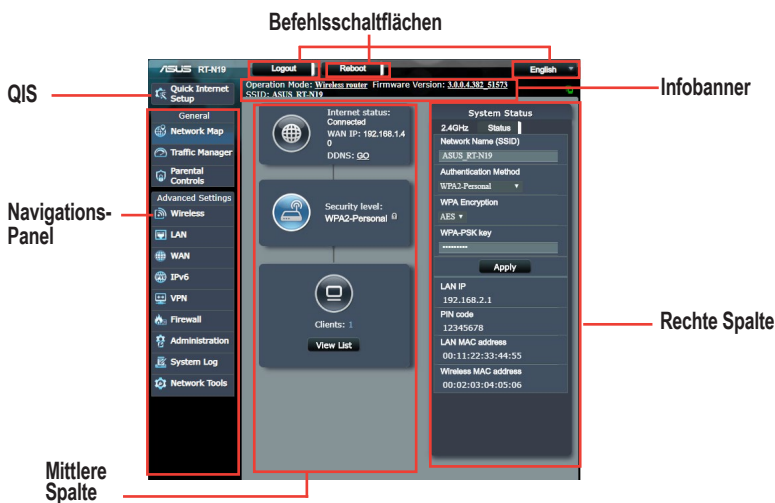 Befehlsschaltflächen
ASUS RT-N19
Logout
Reboot
English
QIS
Quick Internet
Setup
Operation Mode: Wireless router Firmware Version: 3.0.0.4.382_51573
SSID: ASUS_RT-N19
Infobanner
General
Network Map
Traffic Manager
Parental
Controls
Advanced Settings
Navigations-
Panel
Wireless
LAN
WAN
IPv6
VPN
Firewall
Administration
System Log
Network Tools
Internet status:
Connected
WAN IP: 192.168.1.4
0
DDNS: GO
Security level:
WPA2-Personal
Clients: 1
View List
System Status
2.4GHz Status
Network Name (SSID)
ASUS_RT-N19
Authentication Method
WPA2-Personal
WPA Encryption
AES
WPA-PSK key
Apply
LAN IP
192.168.2.1
PIN code
12345678
LAN MAC address
00:11:22:33:44:55
Wireless MAC address
00:02:03:04:05:06
Rechte Spalte
Mittlere
Spalte